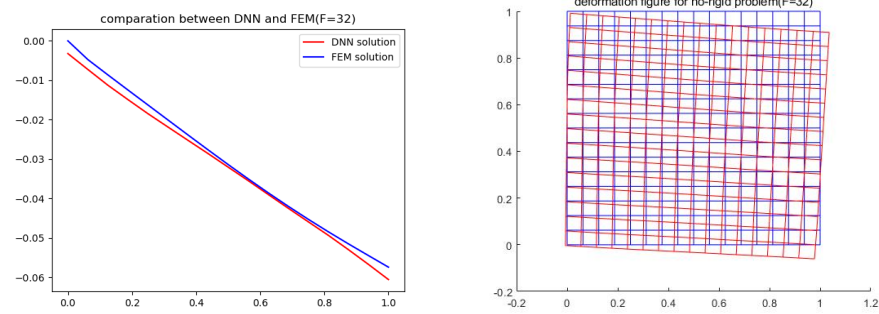 comparation between DNN and FEM(F=32)
DNN solution
FEM solution
0.00
−0.01
−0.02
−0.03
−0.04
−0.05
−0.06
0.0 0.2 0.4 0.6 0.8 1.0
deformation figure for no-rigid problem(F=32)
1
0.8
0.6
0.4
0.2
0
-0.2
-0.2 0 0.2 0.4 0.6 0.8 1 1.2